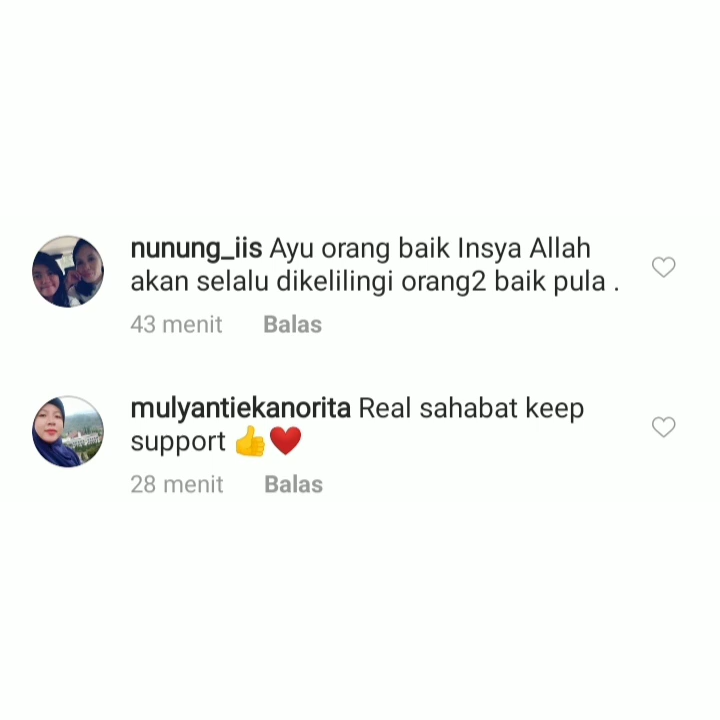 nunung_iis Ayu orang baik Insya Allah
akan selalu dikelilingi orang2 baik pula .
43 menit Balas
mulyantiekanorita Real sahabat keep
support 👍❤️
28 menit Balas